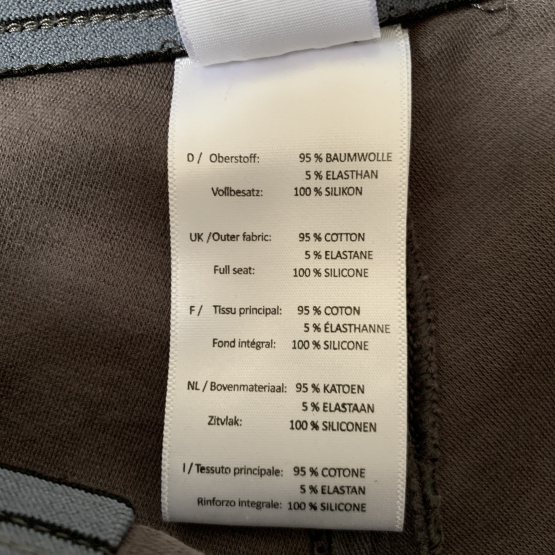 D / Oberstoff: 95 % BAUMWOLLE
5 % ELASTHAN
Vollbesatz: 100 % SILIKON
UK /Outer fabric: 95 % COTTON
5 % ELASTANE
Full seat: 100 % SILICONE
F / Tissu principal: 95 % COTON
5 % ÉLASTHANNE
Fond intégral: 100 % SILICONE
NL / Bovenmateriaal: 95 % KATOEN
5 % ELASTAAN
Zitvlak: 100 % SILICONEN
I / Tessuto principale: 95 % COTONE
5 % ELASTAN
Rinforzo integrale: 100 % SILICONE